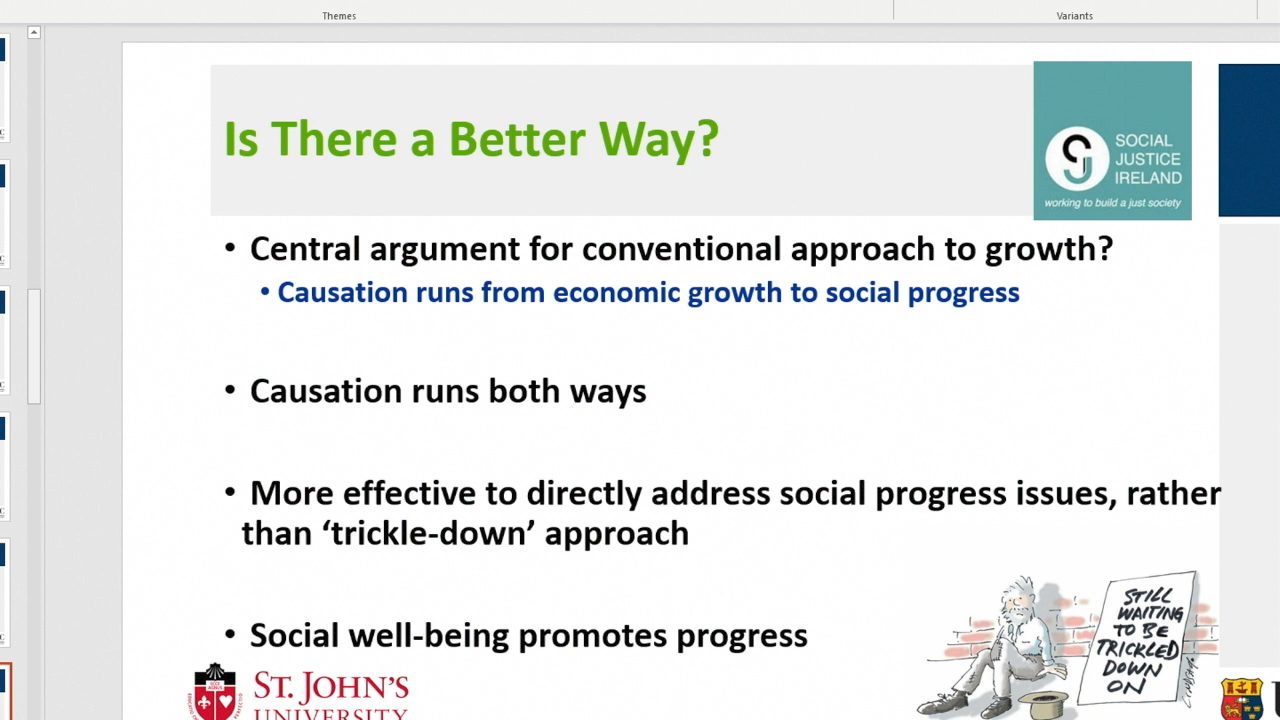 Themes
Variants
Is There a Better Way?
SOCIAL
JUSTICE
IRELAND
working to build a just society
• Central argument for conventional approach to growth?
• Causation runs from economic growth to social progress
• Causation runs both ways
• More effective to directly address social progress issues, rather
than ‘trickle-down’ approach
• Social well-being promotes progress
STILL
WAITING
TO BE
TRICKLED
DOWN
ON
ST. JOHN'S
UNIVERSITY